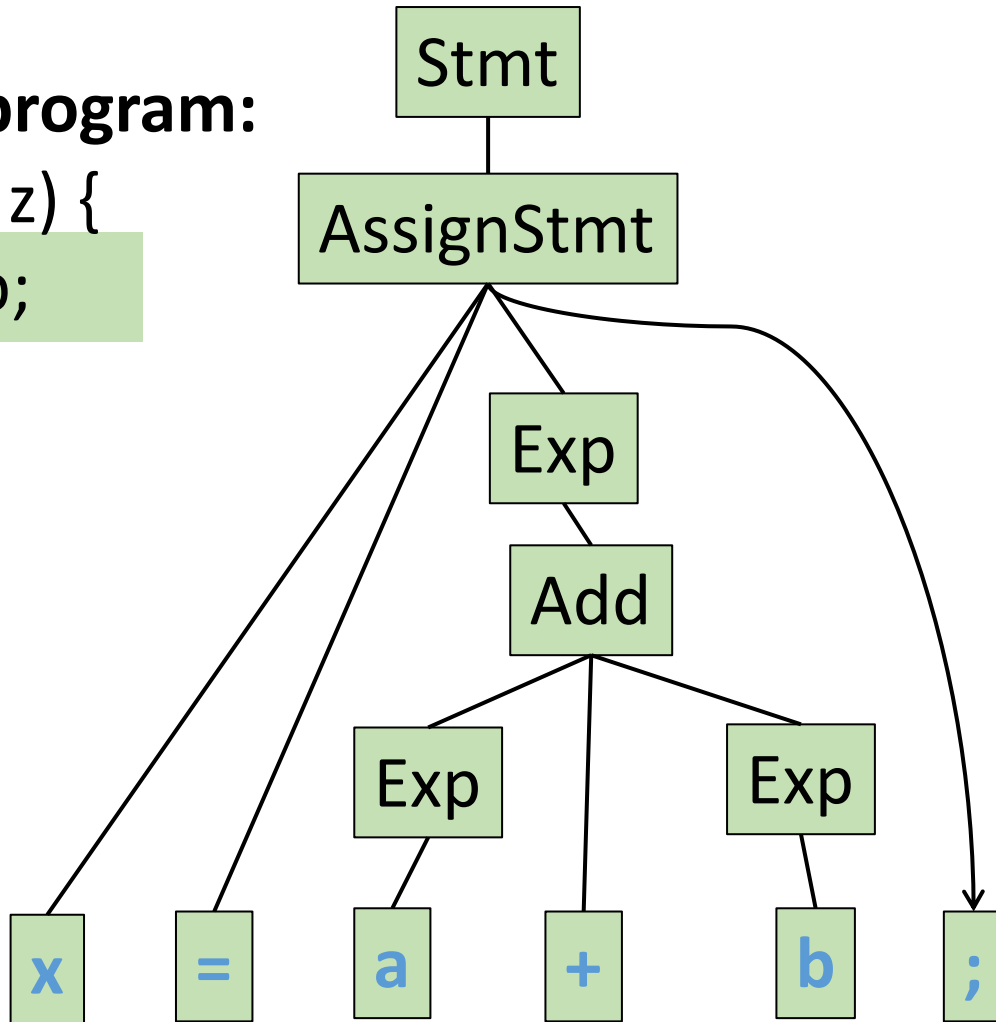 Stmt
program:
z) {
AssignStmt
;
Exp
Add
Exp Exp
x = a + b ;